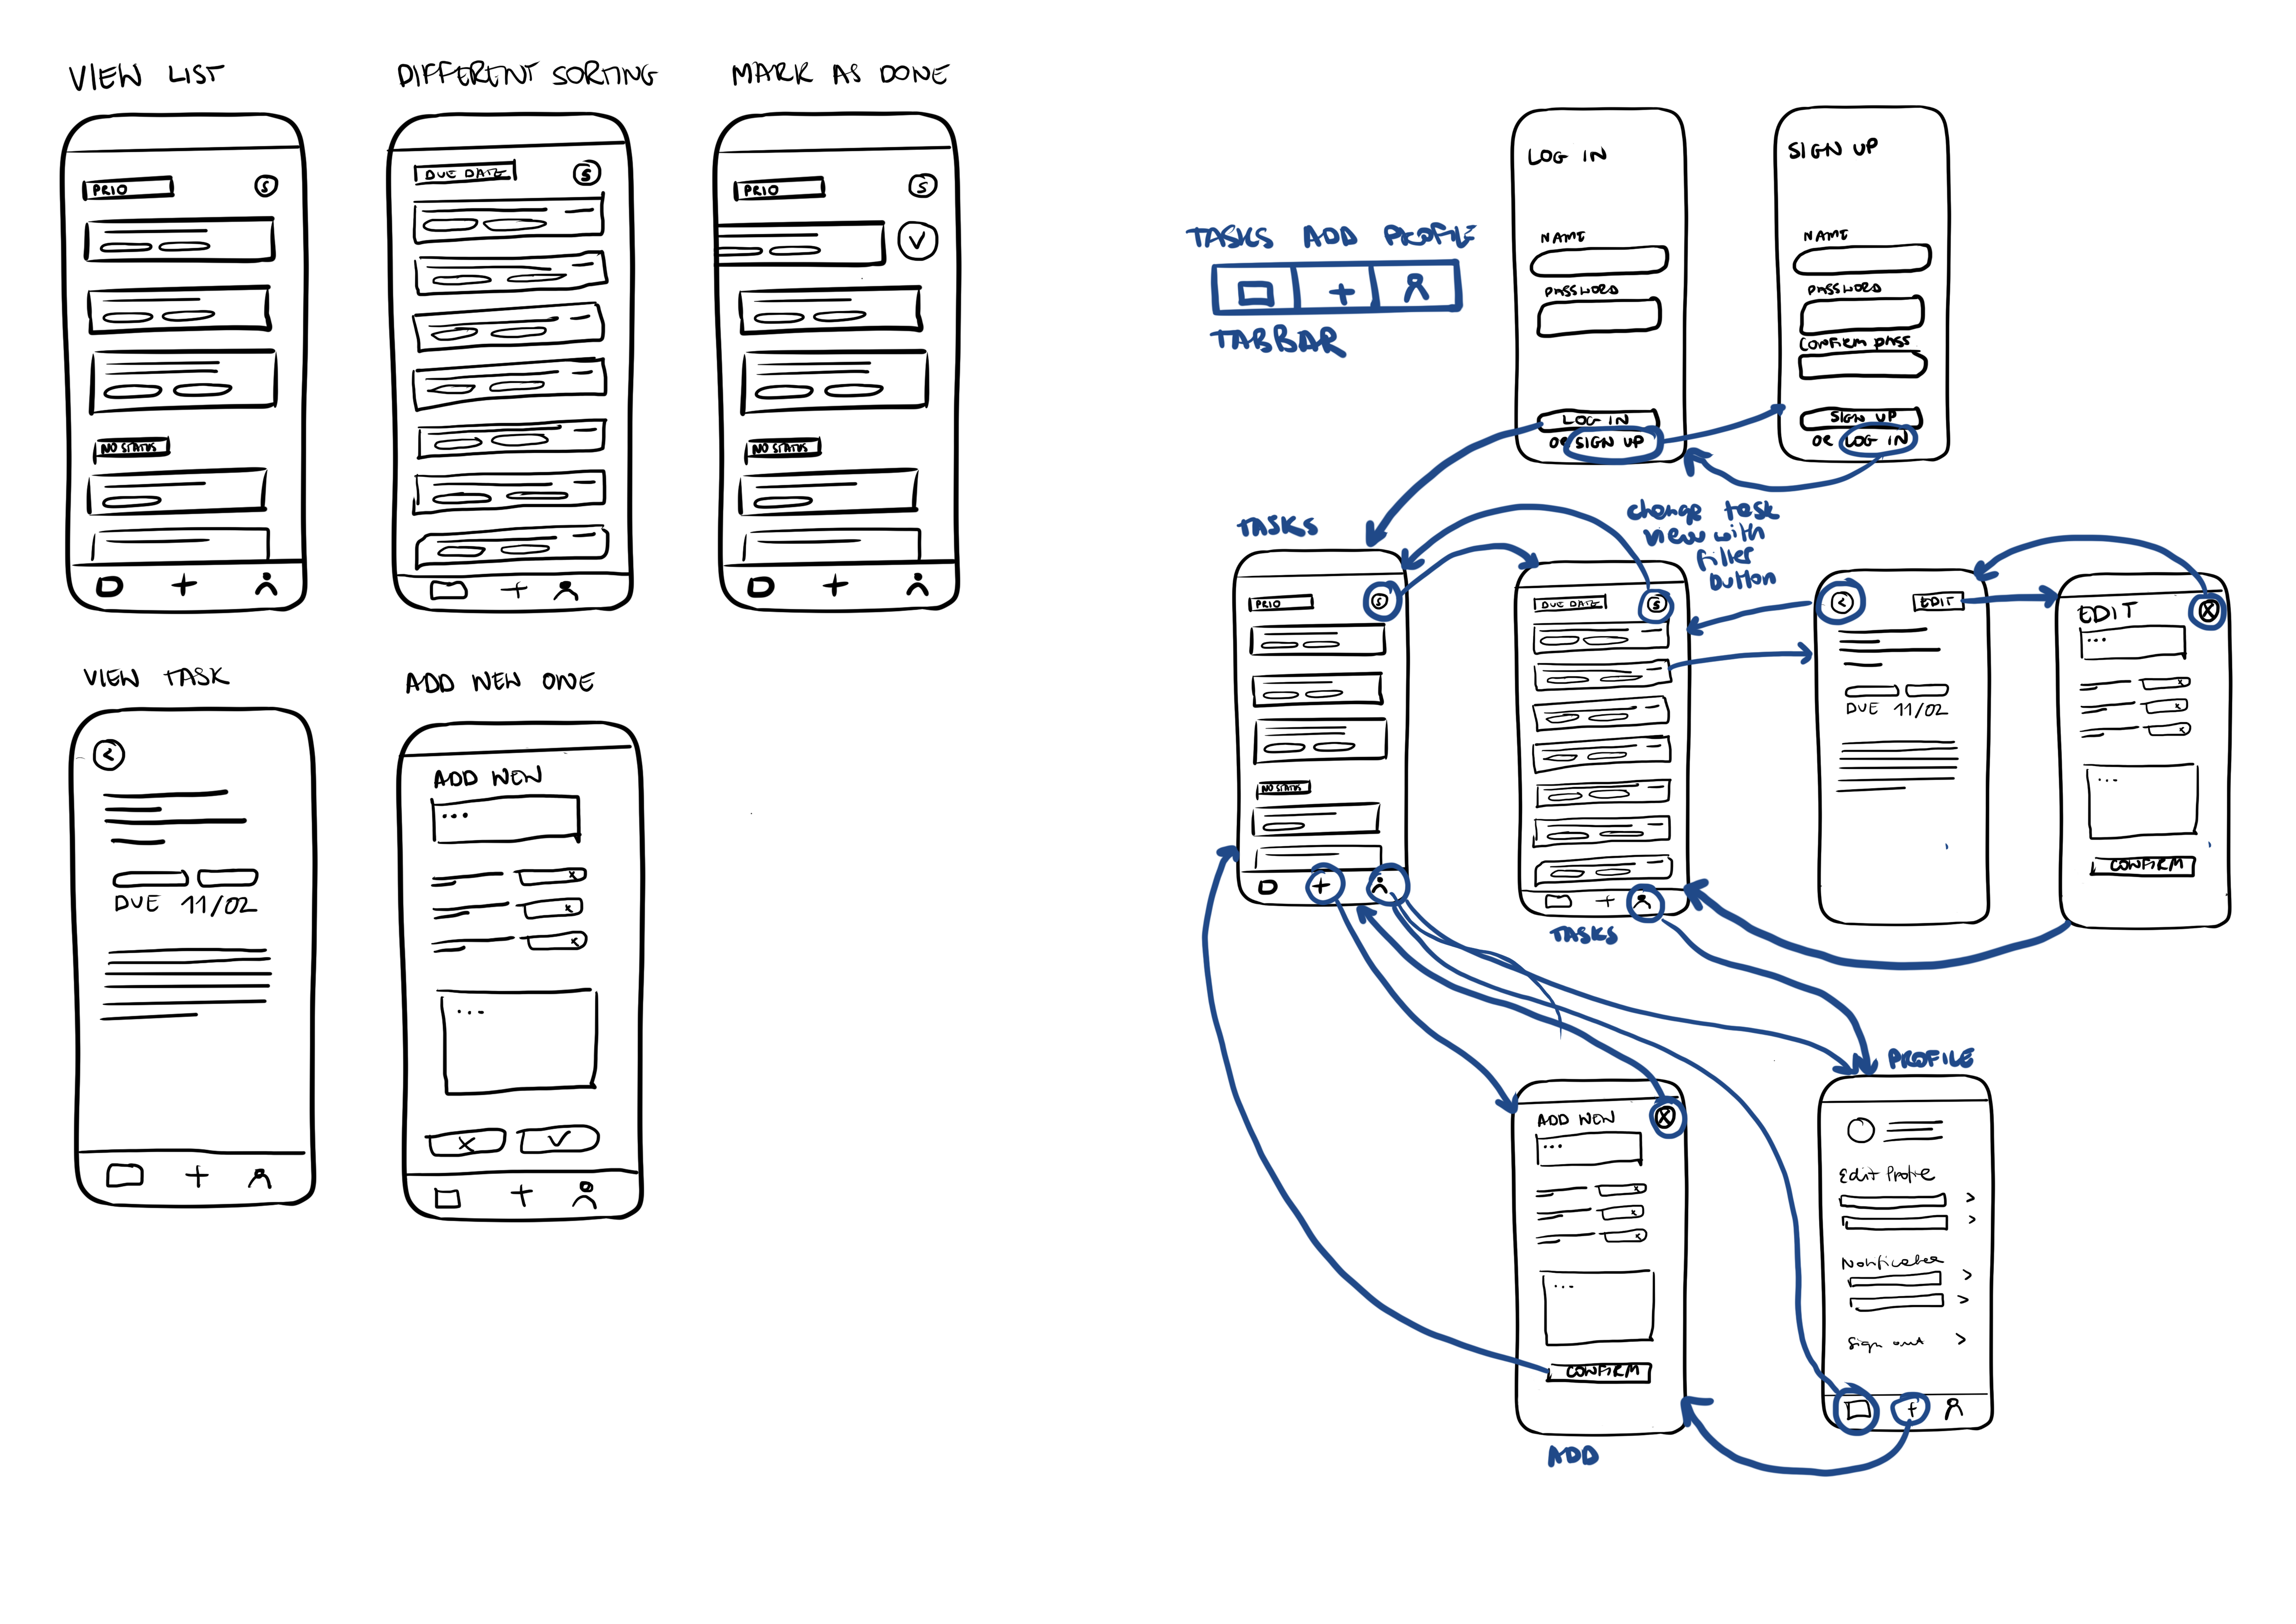 VIEW LIST
PRIO
S
NO STATUS
DIFFERENT SORTING
DUE DATE
S
MARK AS DONE
PRIO
S
NO STATUS
VIEW TASK
DUE 11/02
ADD NEW ONE
ADD NEW
...
...
TASKS ADD PROFILE
TABBAR
LOG IN
NAME
PASSWORD
LOG IN
OR SIGN UP
SIGN UP
NAME
PASSWORD
Confirm pass
SIGN UP
OR LOG IN
TASKS
PRIO
S
NO STATUS
change task
view with
filter
button
DUE DATE
S
TASKS
EDIT
DUE 11/02
EDIT
...
...
CONFIRM
ADD NEW
...
...
CONFIRM
ADD
PROFILE
Edit Profile
Sign out